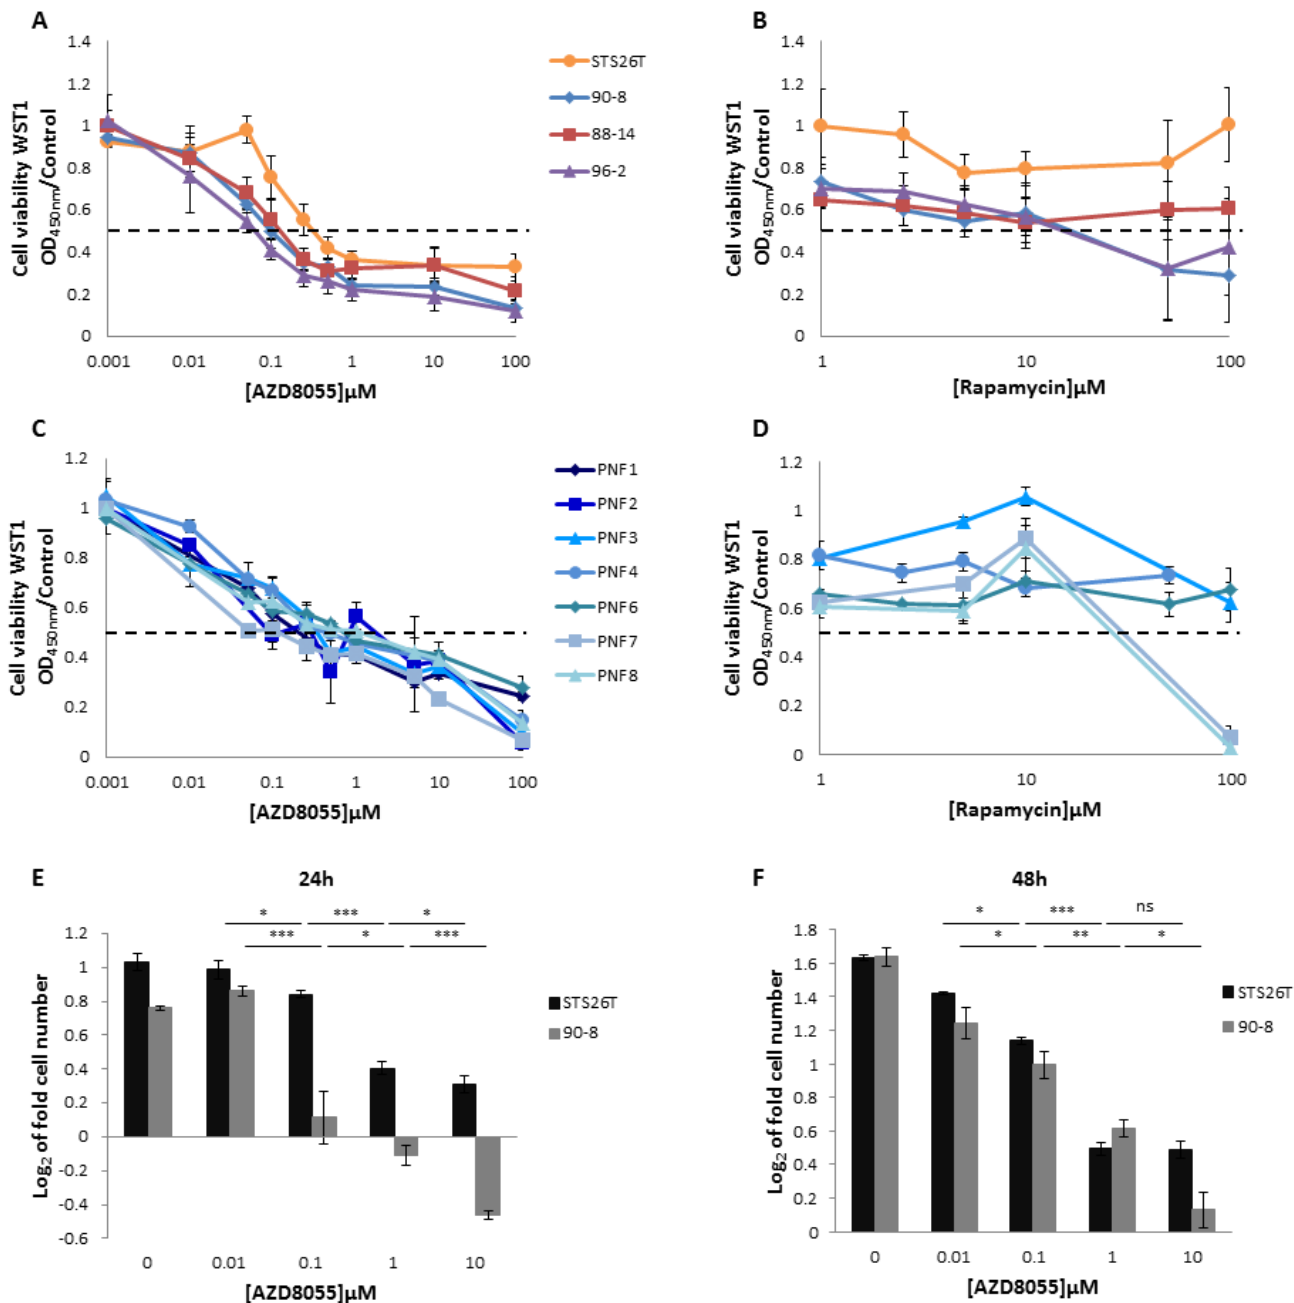 A
Cell viability WST1
OD450nm/Control
1.4
1.2
1
0.8
0.6
0.4
0.2
0
0.001
0.01
0.1
1
10
100
[AZD8055]µM
STS26T
90-8
88-14
96-2
B
Cell viability WST1
OD450nm/Control
1.4
1.2
1
0.8
0.6
0.4
0.2
0
1
10
100
[Rapamycin]µM
C
Cell viability WST1
OD450nm/Control
1.2
1
0.8
0.6
0.4
0.2
0
0.001
0.01
0.1
1
10
100
[AZD8055]µM
PNF1
PNF2
PNF3
PNF4
PNF6
PNF7
PNF8
D
Cell viability WST1
OD450nm/Control
1.2
1
0.8
0.6
0.4
0.2
0
1
10
100
[Rapamycin]µM
E
24h
* *** *
*** * ***
Log2 of fold cell number
1.2
1
0.8
0.6
0.4
0.2
0
-0.2
-0.4
-0.6
0
0.01
0.1
1
10
[AZD8055]µM
STS26T
90-8
F
48h
* *** ns
* ** *
Log2 of fold cell number
1.8
1.6
1.4
1.2
1
0.8
0.6
0.4
0.2
0
0
0.01
0.1
1
10
[AZD8055]µM
STS26T
90-8